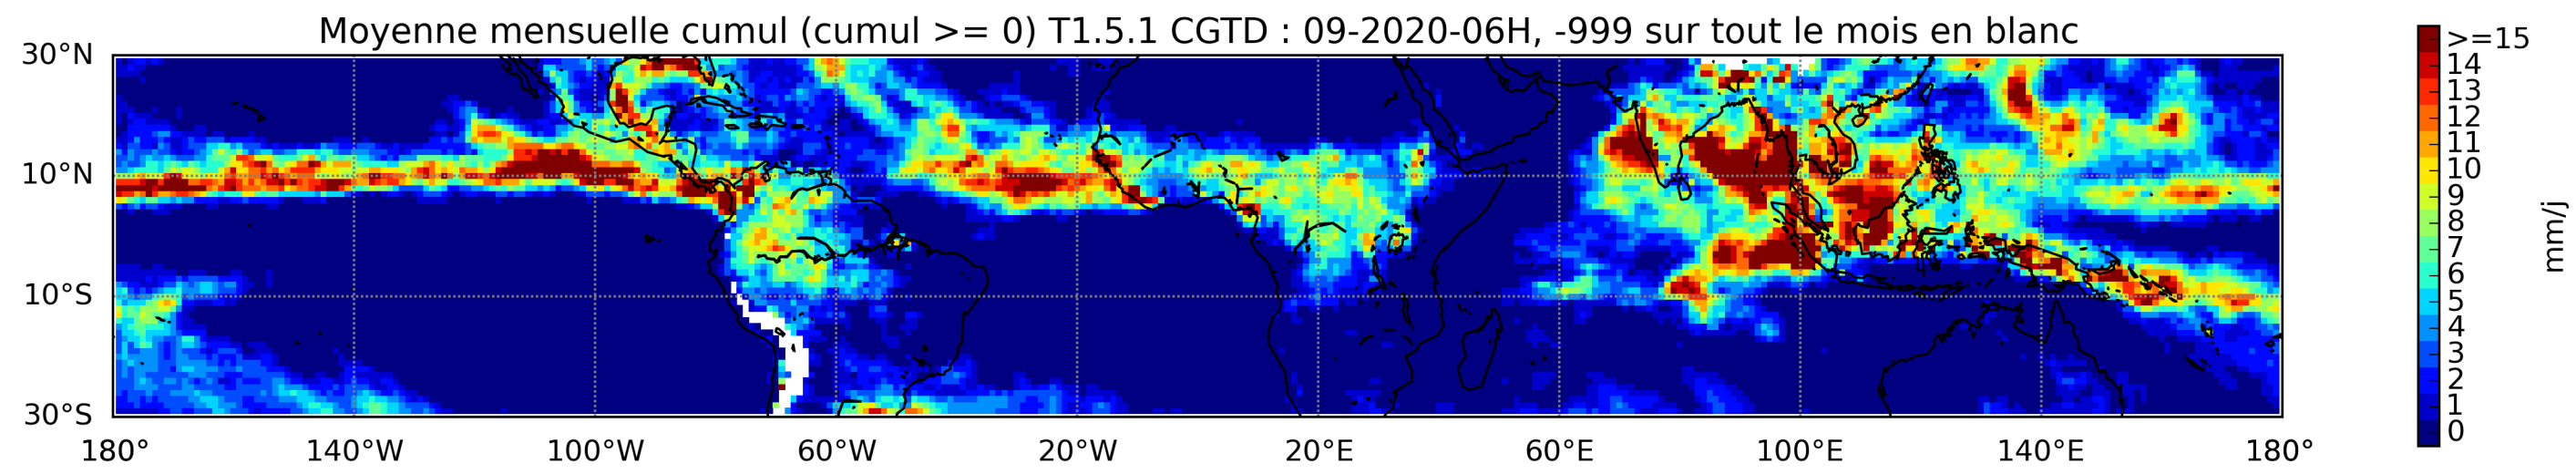 Moyenne mensuelle cumul (cumul >= 0) T1.5.1 CGTD : 09-2020-06H, -999 sur tout le mois en blanc
30°N
10°N
10°S
30°S
180°
140°W
100°W
60°W
20°W
20°E
60°E
100°E
140°E
180°
>=15
14
13
12
11
10
9
8
7
6
5
4
3
2
1
0
mm/j